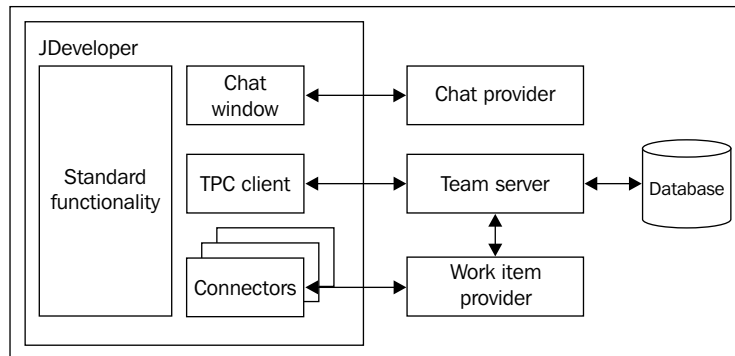 JDeveloper
Standard
functionality
Chat
window
Chat provider
TPC client
Team server
Database
Connectors
Work item
provider